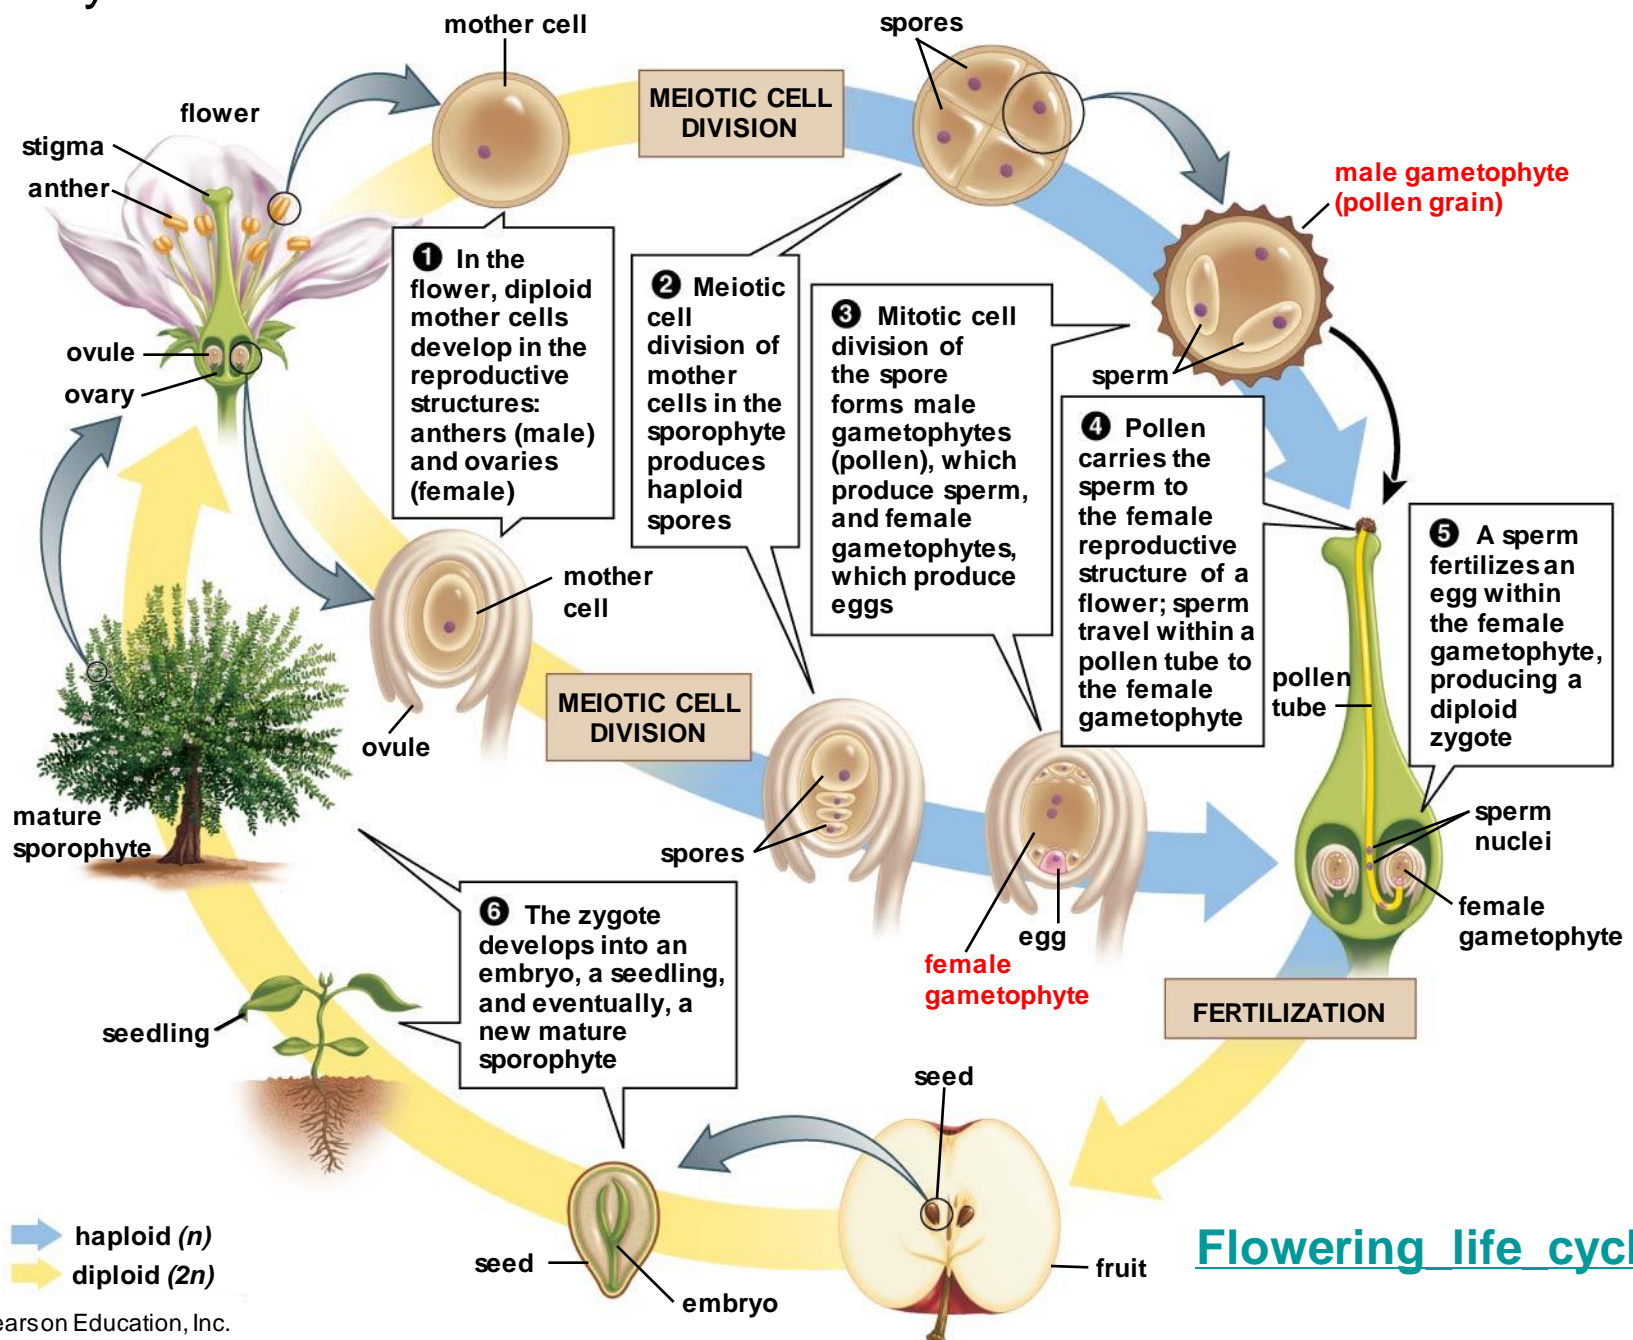 mother cell
spores
MEIOTIC CELL
DIVISION
flower
stigma
anther
male gametophyte
(pollen grain)
❶ In the
flower, diploid
mother cells
develop in the
reproductive
structures:
anthers (male)
and ovaries
(female)
❷ Meiotic
cell
division of
mother
cells in the
sporophyte
produces
haploid
spores
❸ Mitotic cell
division of
the spore
forms male
gametophytes
(pollen), which
produce sperm,
and female
gametophytes,
which produce
eggs
sperm
ovule
ovary
❹ Pollen
carries the
sperm to
the female
reproductive
structure of a
flower; sperm
travel within a
pollen tube to
the female
gametophyte
❺ A sperm
fertilizes an
egg within
the female
gametophyte,
producing a
diploid
zygote
mother
cell
ovule
MEIOTIC CELL
DIVISION
pollen
tube
mature
sporophyte
spores
egg
female
gametophyte
sperm
nuclei
female
gametophyte
❻ The zygote
develops into an
embryo, a seedling,
and eventually, a
new mature
sporophyte
FERTILIZATION
seedling
seed
haploid (n)
diploid (2n)
seed
embryo
fruit
Flowering_life_cycl
earson Education, Inc.